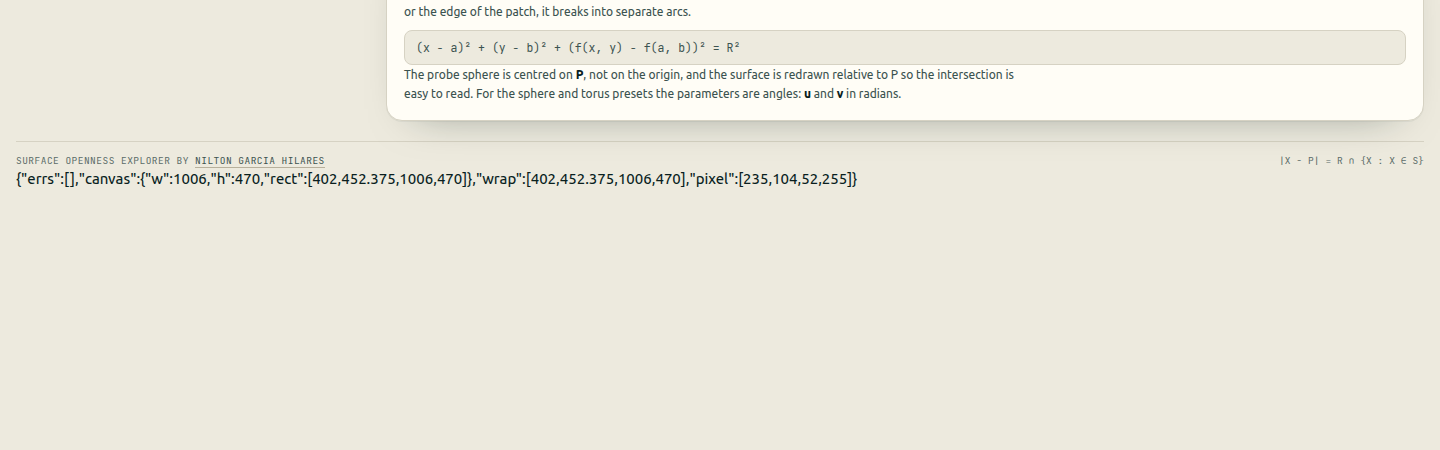 or the edge of the patch, it breaks into separate arcs.
(x - a)² + (y - b)² + (f(x, y) - f(a, b))² = R²
The probe sphere is centred on P, not on the origin, and the surface is redrawn relative to P so the intersection is
easy to read. For the sphere and torus presets the parameters are angles: u and v in radians.
SURFACE OPENNESS EXPLORER BY NILTON GARCIA HILARES
|X - P| = R ∩ {X : X ∈ S}
{"errs":[],"canvas":{"w":1006,"h":470,"rect":[402,452.375,1006,470]},"wrap":[402,452.375,1006,470],"pixel":[235,104,52,255]}